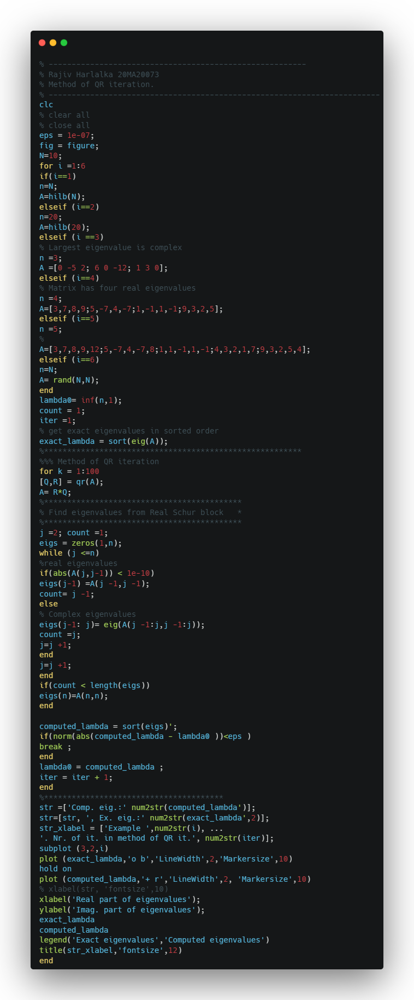 % --------------------------------------------------------
% Rajiv Harlalka 20MA20073
% Method of QR iteration.
% ------------------------------------------------------------------------
clc
% clear all
% close all
eps = 1e-07;
fig = figure;
N=10;
for i =1:6
if(i==1)
n=N;
A=hilb(N);
elseif (i==2)
n=20;
A=hilb(20);
elseif (i ==3)
% Largest eigenvalue is complex
n =3;
A =[0 -5 2; 6 0 -12; 1 3 0];
elseif (i==4)
% Matrix has four real eigenvalues
n =4;
A=[3,7,8,9;5,-7,4,-7;1,-1,1,-1;9,3,2,5];
elseif (i==5)
n =5;
%
A=[3,7,8,9,12;5,-7,4,-7,8;1,1,-1,1,-1;4,3,2,1,7;9,3,2,5,4];
elseif (i==6)
n=N;
A= rand(N,N);
end
lambda0= inf(n,1);
count = 1;
iter =1;
% get exact eigenvalues in sorted order
exact_lambda = sort(eig(A));
%********************************************************
%%% Method of QR iteration
for k = 1:100
[Q,R] = qr(A);
A= R*Q;
%*******************************************
% Find eigenvalues from Real Schur block   *
%*******************************************
j =2; count =1;
eigs = zeros(1,n);
while (j <=n)
%real eigenvalues
if(abs(A(j,j-1)) < 1e-10)
eigs(j-1) =A(j -1,j -1);
count= j -1;
else
% Complex eigenvalues
eigs(j-1: j)= eig(A(j -1:j,j -1:j));
count =j;
j=j +1;
end
j=j +1;
end
if(count < length(eigs))
eigs(n)=A(n,n);
end
computed_lambda = sort(eigs)';
if(norm(abs(computed_lambda - lambda0 ))<eps )
break ;
end
lambda0 = computed_lambda ;
iter = iter + 1;
end
%***************************************
str =['Comp. eig.:' num2str(computed_lambda')];
str=[str, ', Ex. eig.:' num2str(exact_lambda',2)];
str_xlabel = ['Example ',num2str(i), ...
'. Nr. of it. in method of QR it.', num2str(iter)];
subplot (3,2,i)
plot (exact_lambda,'o b','LineWidth',2,'Markersize',10)
hold on
plot (computed_lambda,'+ r','LineWidth',2, 'Markersize',10)
% xlabel(str, 'fontsize',10)
xlabel('Real part of eigenvalues');
ylabel('Imag. part of eigenvalues');
exact_lambda
computed_lambda
legend('Exact eigenvalues','Computed eigenvalues')
title(str_xlabel,'fontsize',12)
end